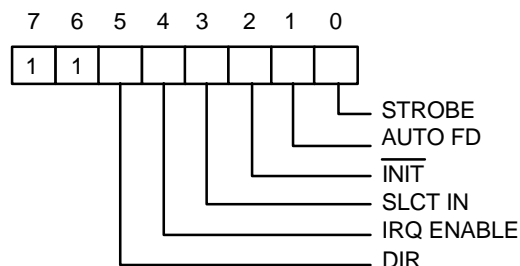 7 6 5 4 3 2 1 0
1 1
STROBE
AUTO FD
INIT
SLCT IN
IRQ ENABLE
DIR